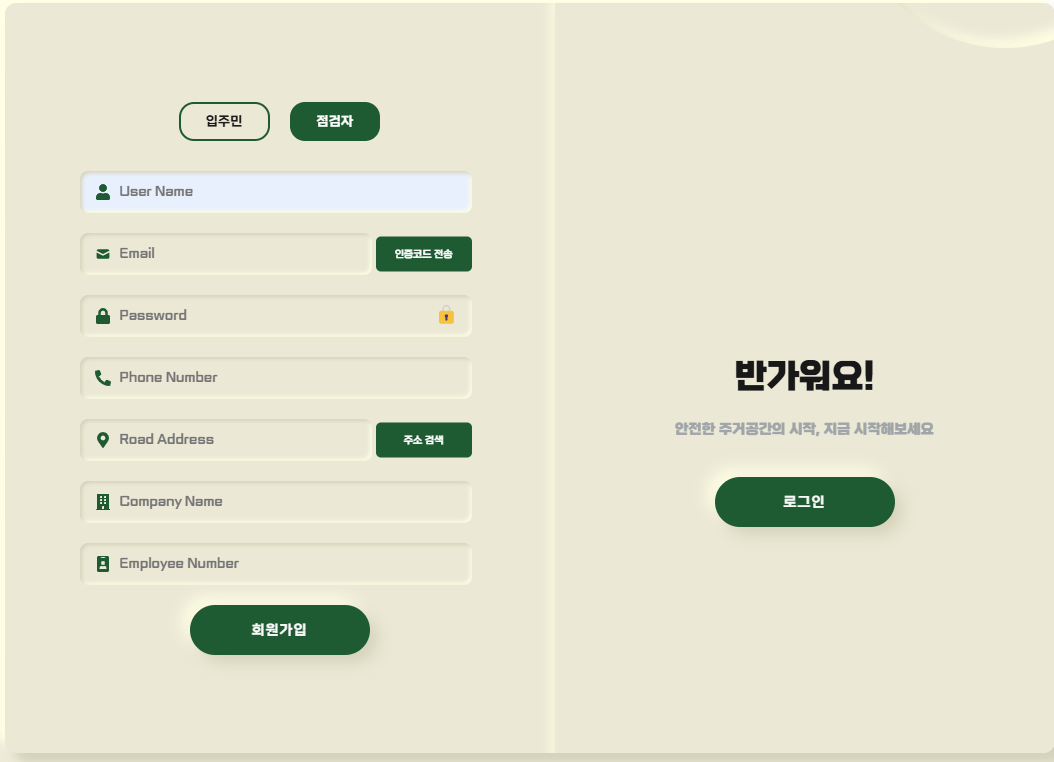 입주민
점검자
User Name
Email
인증코드 전송
Password
Phone Number
Road Address
주소 검색
Company Name
Employee Number
회원가입
반가워요!
안전한 주거공간의 시작, 지금 시작해보세요
로그인